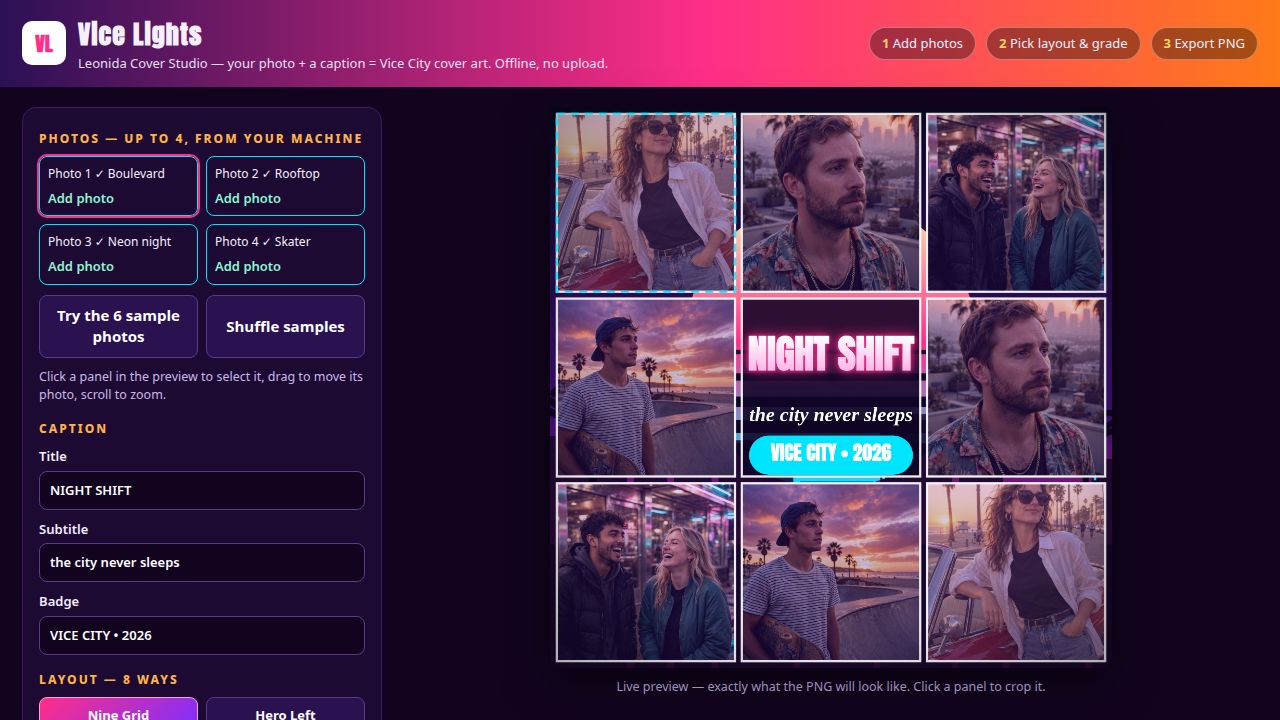 VL
Vice Lights
Leonida Cover Studio — your photo + a caption = Vice City cover art. Offline, no upload.
1 Add photos
2 Pick layout & grade
3 Export PNG
PHOTOS — UP TO 4, FROM YOUR MACHINE
Photo 1 ✓ Boulevard
Add photo
Photo 2 ✓ Rooftop
Add photo
Photo 3 ✓ Neon night
Add photo
Photo 4 ✓ Skater
Add photo
Try the 6 sample
photos
Shuffle samples
Click a panel in the preview to select it, drag to move its
photo, scroll to zoom.
CAPTION
Title
NIGHT SHIFT
Subtitle
the city never sleeps
Badge
VICE CITY • 2026
LAYOUT — 8 WAYS
Nine Grid
Hero Left
NIGHT SHIFT
the city never sleeps
VICE CITY • 2026
Live preview — exactly what the PNG will look like. Click a panel to crop it.